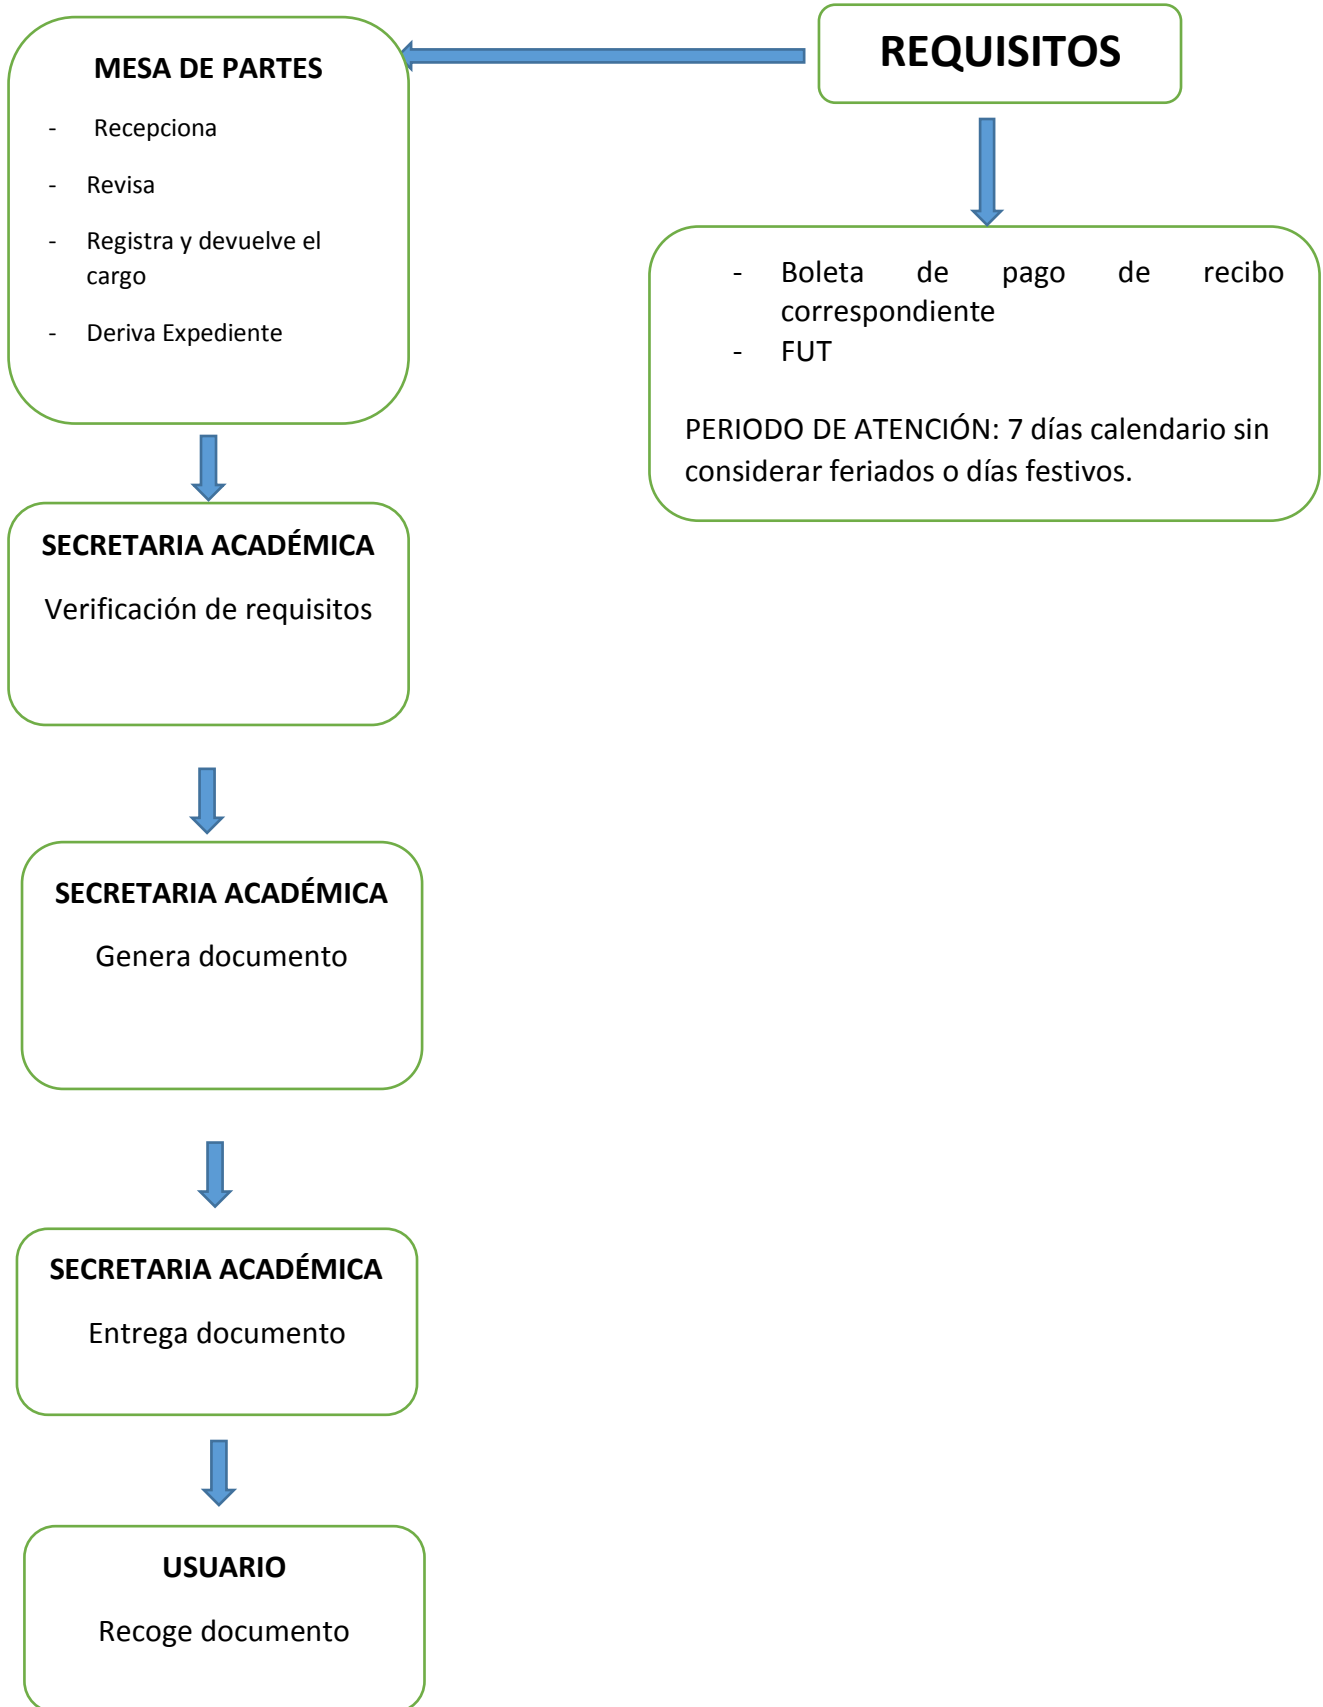 REQUISITOS
MESA DE PARTES
- Recepciona
- Revisa
- Registra y devuelve el
cargo
- Deriva Expediente
- Boleta de pago de recibo
correspondiente
- FUT
PERIODO DE ATENCIÓN: 7 días calendario sin
considerar feriados o días festivos.
SECRETARIA ACADÉMICA
Verificación de requisitos
SECRETARIA ACADÉMICA
Genera documento
SECRETARIA ACADÉMICA
Entrega documento
USUARIO
Recoge documento